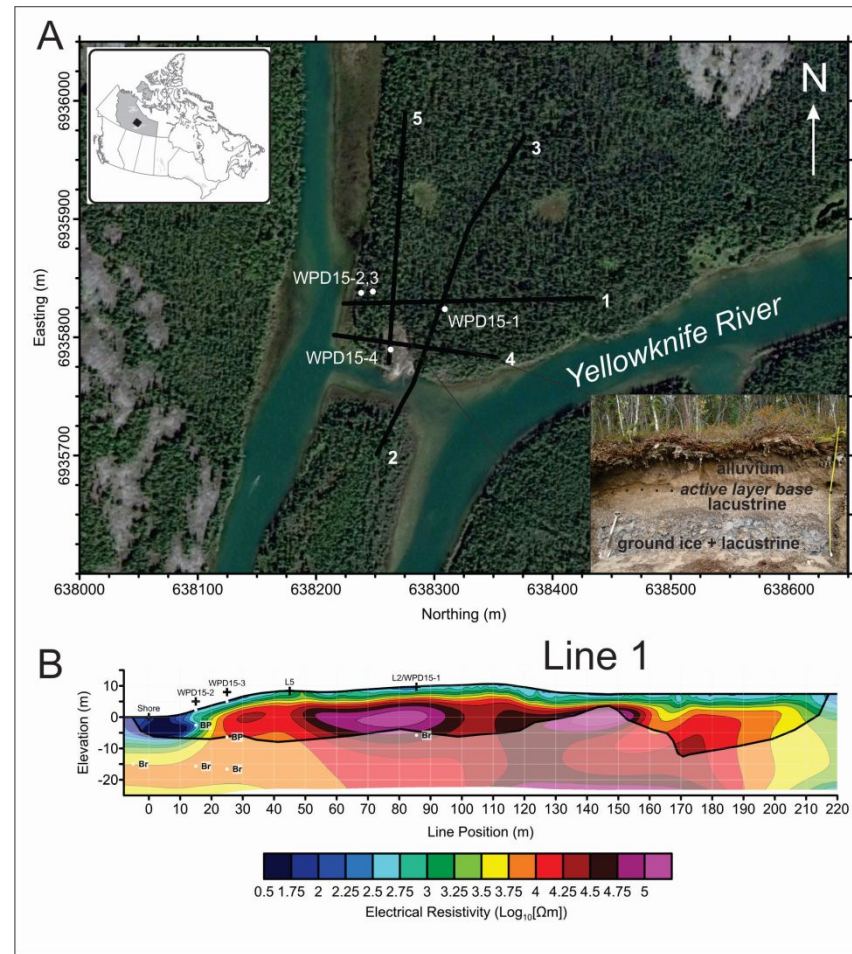 A
N
5
3
WPD15-2,3
1
WPD15-1
WPD15-4
4
Yellowknife River
2
alluvium
active layer base
lacustrine
ground ice + lacustrine
6936000
6935900
6935800
6935700
Easting (m)
638000 638100 638200 638300 638400 638500 638600
Northing (m)
B
Line 1
Shore
WPD15-2
WPD15-3
L5
L2/WPD15-1
BP
BP
Br
Br
Br
Br
10
0
-10
-20
Elevation (m)
0 10 20 30 40 50 60 70 80 90 100 110 120 130 140 150 160 170 180 190 200 210 220
Line Position (m)
0.5 1.75 2 2.25 2.5 2.75 3 3.25 3.5 3.75 4 4.25 4.5 4.75 5
Electrical Resistivity (Log10[Ωm])